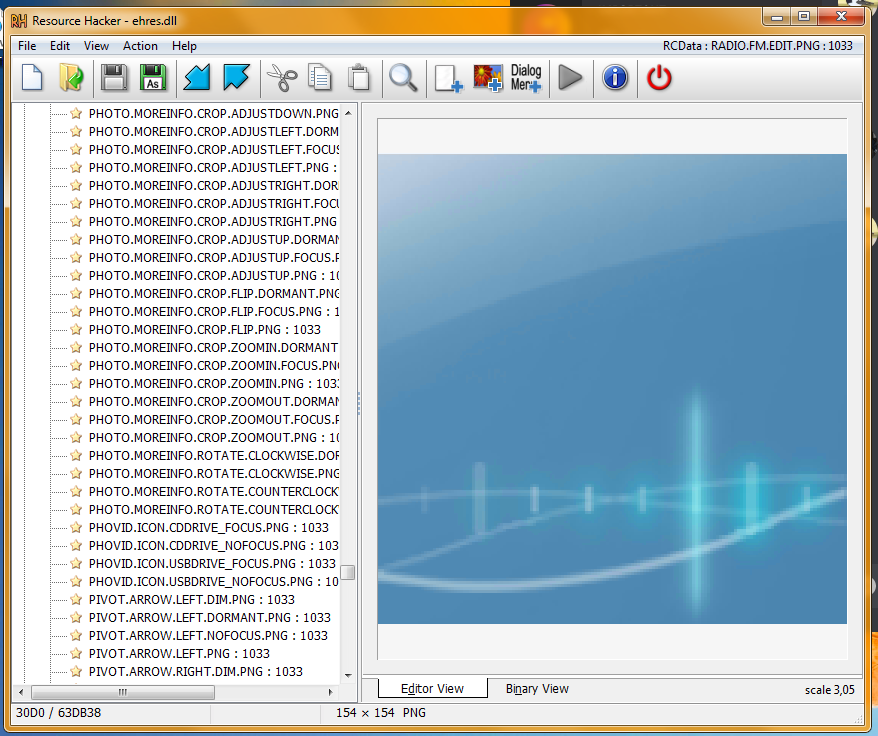 RH Resource Hacker - ehres.dll
File Edit View Action Help RCData : RADIO.FM.EDIT.PNG : 1033
As Dialog
Men
PHOTO.MOREINFO.CROP.ADJUSTDOWN.PNG
PHOTO.MOREINFO.CROP.ADJUSTLEFT.DORM
PHOTO.MOREINFO.CROP.ADJUSTLEFT.FOCUS
PHOTO.MOREINFO.CROP.ADJUSTLEFT.PNG :
PHOTO.MOREINFO.CROP.ADJUSTRIGHT.DOR
PHOTO.MOREINFO.CROP.ADJUSTRIGHT.FOCU
PHOTO.MOREINFO.CROP.ADJUSTRIGHT.PNG
PHOTO.MOREINFO.CROP.ADJUSTUP.DORMAN
PHOTO.MOREINFO.CROP.ADJUSTUP.FOCUS.P
PHOTO.MOREINFO.CROP.ADJUSTUP.PNG : 10
PHOTO.MOREINFO.CROP.FLIP.DORMANT.PNG
PHOTO.MOREINFO.CROP.FLIP.FOCUS.PNG : 1
PHOTO.MOREINFO.CROP.FLIP.PNG : 1033
PHOTO.MOREINFO.CROP.ZOOMIN.DORMANT
PHOTO.MOREINFO.CROP.ZOOMIN.FOCUS.PNG
PHOTO.MOREINFO.CROP.ZOOMIN.PNG : 1033
PHOTO.MOREINFO.CROP.ZOOMOUT.DORMAN
PHOTO.MOREINFO.CROP.ZOOMOUT.FOCUS.P
PHOTO.MOREINFO.CROP.ZOOMOUT.PNG : 10
PHOTO.MOREINFO.ROTATE.CLOCKWISE.DOR
PHOTO.MOREINFO.ROTATE.CLOCKWISE.PNG
PHOTO.MOREINFO.ROTATE.COUNTERCLOCK
PHOTO.MOREINFO.ROTATE.COUNTERCLOCK
PHOVID.ICON.CDDRIVE_FOCUS.PNG : 1033
PHOVID.ICON.CDDRIVE_NOFOCUS.PNG : 103
PHOVID.ICON.USBDRIVE_FOCUS.PNG : 1033
PHOVID.ICON.USBDRIVE_NOFOCUS.PNG : 10
PIVOT.ARROW.LEFT.DIM.PNG : 1033
PIVOT.ARROW.LEFT.DORMANT.PNG : 1033
PIVOT.ARROW.LEFT.NOFOCUS.PNG : 1033
PIVOT.ARROW.LEFT.PNG : 1033
PIVOT.ARROW.RIGHT.DIM.PNG : 1033
Editor View Binary View scale 3,05
30D0 / 63DB38 154 × 154 PNG